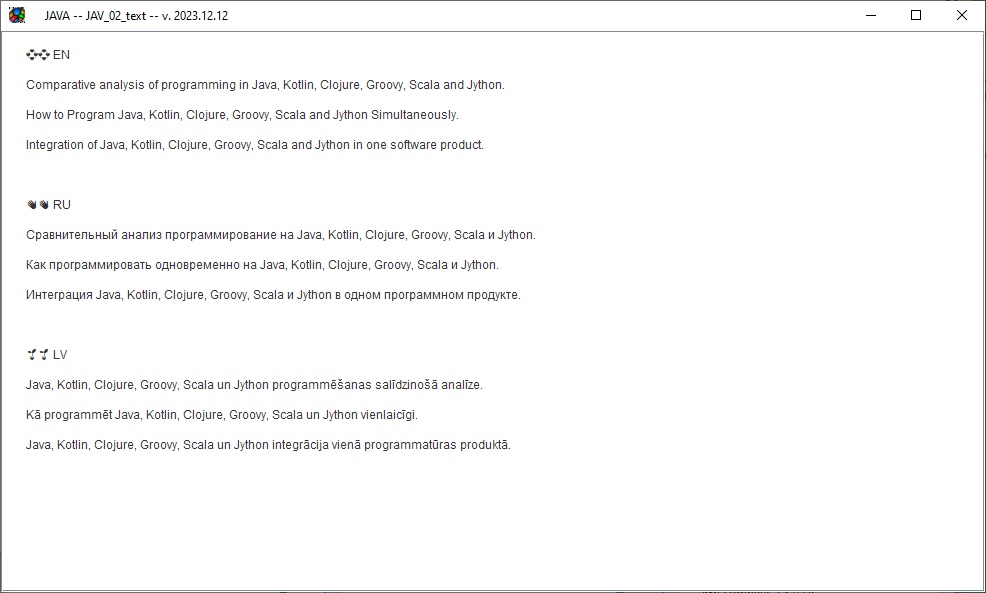 JAVA -- JAV_02_text -- v. 2023.12.12
EN
Comparative analysis of programming in Java, Kotlin, Clojure, Groovy, Scala and Jython.
How to Program Java, Kotlin, Clojure, Groovy, Scala and Jython Simultaneously.
Integration of Java, Kotlin, Clojure, Groovy, Scala and Jython in one software product.
👋👋 RU
Сравнительный анализ программирование на Java, Kotlin, Clojure, Groovy, Scala и Jython.
Как программировать одновременно на Java, Kotlin, Clojure, Groovy, Scala и Jython.
Интеграция Java, Kotlin, Clojure, Groovy, Scala и Jython в одном программном продукте.
🌱🌱 LV
Java, Kotlin, Clojure, Groovy, Scala un Jython programmēšanas salīdzinošā analīze.
Kā programmēt Java, Kotlin, Clojure, Groovy, Scala un Jython vienlaicīgi.
Java, Kotlin, Clojure, Groovy, Scala un Jython integrācija vienā programmatūras produktā.